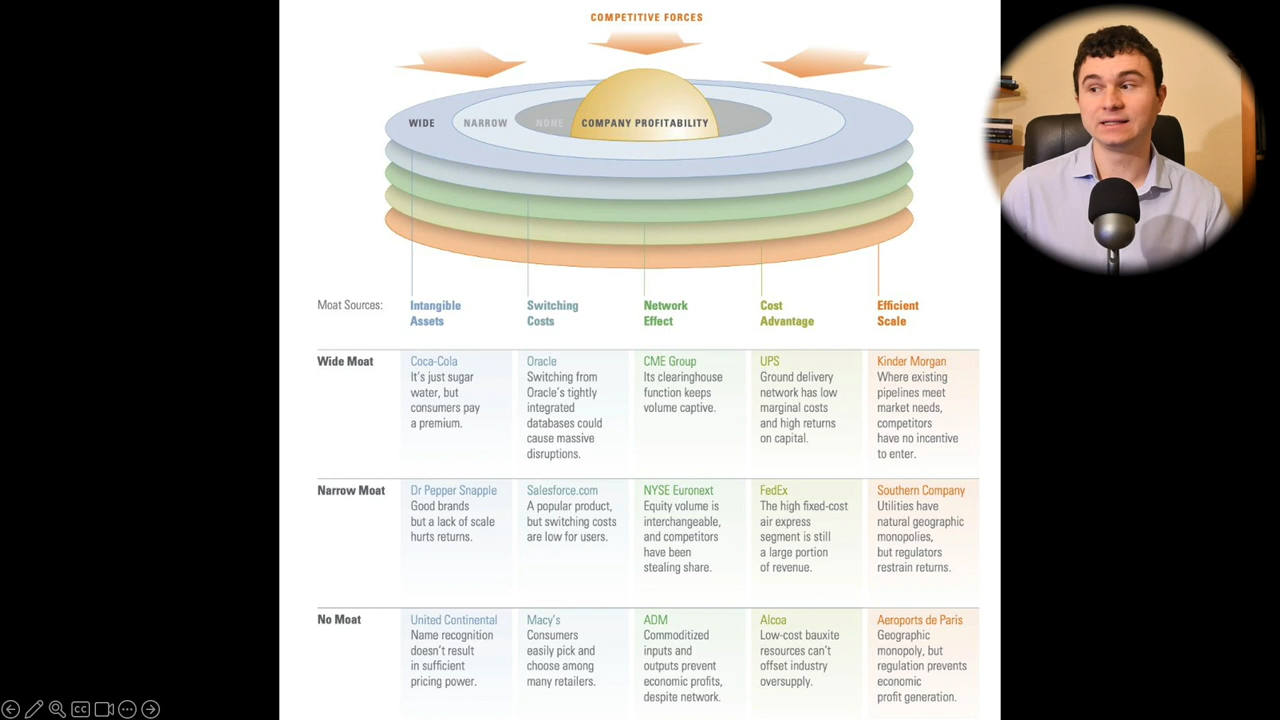 COMPETITIVE FORCES
WIDE NARROW NONE COMPANY PROFITABILITY
Moat Sources:
Intangible
Assets
Switching
Costs
Network
Effect
Cost
Advantage
Efficient
Scale
Wide Moat
Coca-Cola
It's just sugar
water, but
consumers pay
a premium.
Oracle
Switching from
Oracle's tightly
integrated
databases could
cause massive
disruptions.
CME Group
Its clearinghouse
function keeps
volume captive.
UPS
Ground delivery
network has low
marginal costs
and high returns
on capital.
Kinder Morgan
Where existing
pipelines meet
market needs,
competitors
have no incentive
to enter.
Narrow Moat
Dr Pepper Snapple
Good brands
but a lack of scale
hurts returns.
Salesforce.com
A popular product,
but switching costs
are low for users.
NYSE Euronext
Equity volume is
interchangeable,
and competitors
have been
stealing share.
FedEx
The high fixed-cost
air express
segment is still
a large portion
of revenue.
Southern Company
Utilities have
natural geographic
monopolies,
but regulators
restrain returns.
No Moat
United Continental
Name recognition
doesn't result
in sufficient
pricing power.
Macy's
Consumers
easily pick and
choose among
many retailers.
ADM
Commoditized
inputs and
outputs prevent
economic profits,
despite network.
Alcoa
Low-cost bauxite
resources can't
offset industry
oversupply.
Aeroports de Paris
Geographic
monopoly, but
regulation prevents
economic
profit generation.
CC